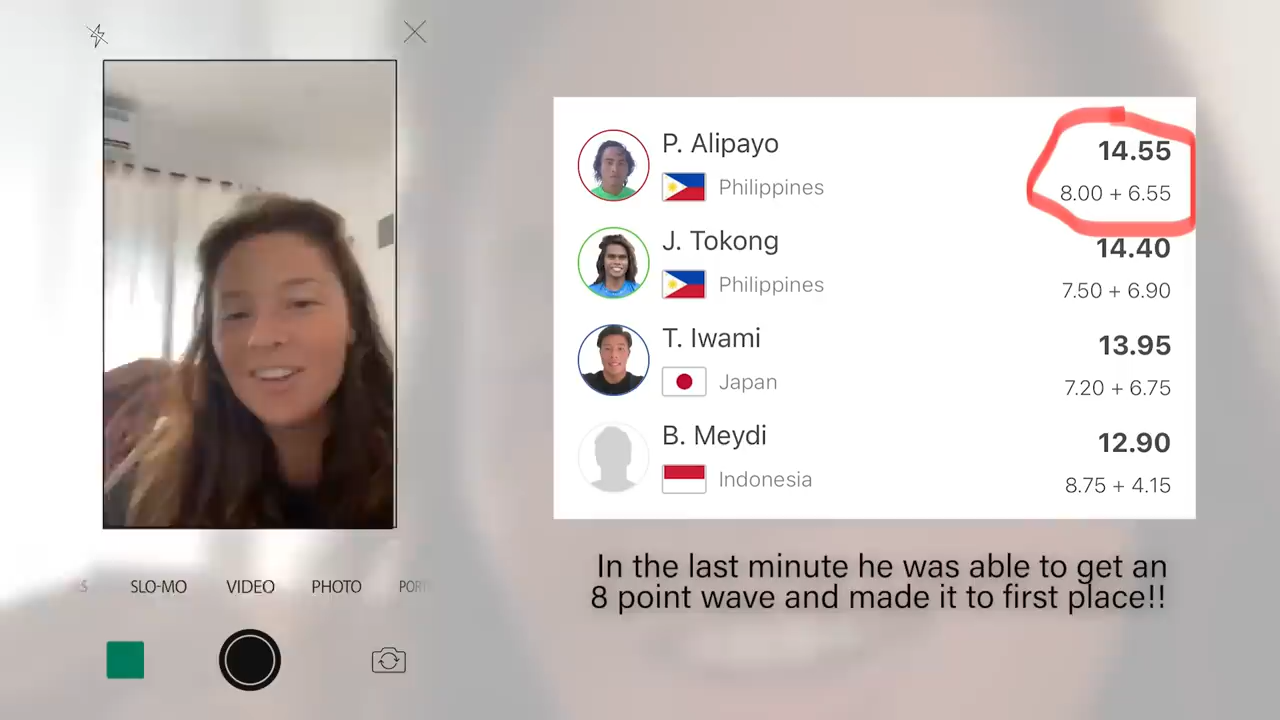 P. Alipayo
14.55
Philippines
8.00 + 6.55
J. Tokong
14.40
Philippines
7.50 + 6.90
T. Iwami
13.95
Japan
7.20 + 6.75
B. Meydi
12.90
Indonesia
8.75 + 4.15
In the last minute he was able to get an
8 point wave and made it to first place!!
SLO-MO VIDEO PHOTO